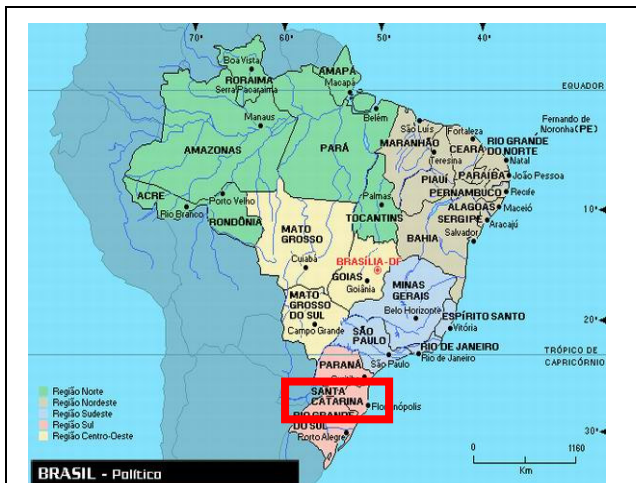 70° 60° 50° 40°
Boa Vista
RORAIMA
Serra Pacaraima
AMAPÁ
Macapá
EQUADOR
Manaus
Belém
São Luis
Fortaleza
Fernando de
Noronha (PE)
AMAZONAS
PARÁ
MARANHÃO
Teresina
CEARÁ
RIO GRANDE
DO NORTE
Natal
PIAUÍ
PARAÍBA
João Pessoa
PERNAMBUCO
Recife
ACRE
Rio Branco
Porto Velho
RONDÔNIA
Palmas
TOCANTINS
ALAGOAS
Maceió
SERGIPE
Aracajú
10°
BAHIA
Salvador
MATO
GROSSO
Cuiabá
BRASÍLIA-DF
GOIAS
Goiânia
MINAS
GERAIS
Belo Horizonte
MATO
GROSSO
DO SUL
Campo Grande
ESPÍRITO SANTO
Vitória
20°
SÃO
PAULO
São Paulo
RIO DE JANEIRO
Rio de Janeiro
TRÓPICO DE
CAPRICÓRNIO
PARANÁ
SANTA
CATARINA
Florianópolis
RIO GRANDE
DO SUL
Porto Alegre
30°
Região Norte
Região Nordeste
Região Sudeste
Região Sul
Região Centro-Oeste
0 1160
Km
BRASIL - Político